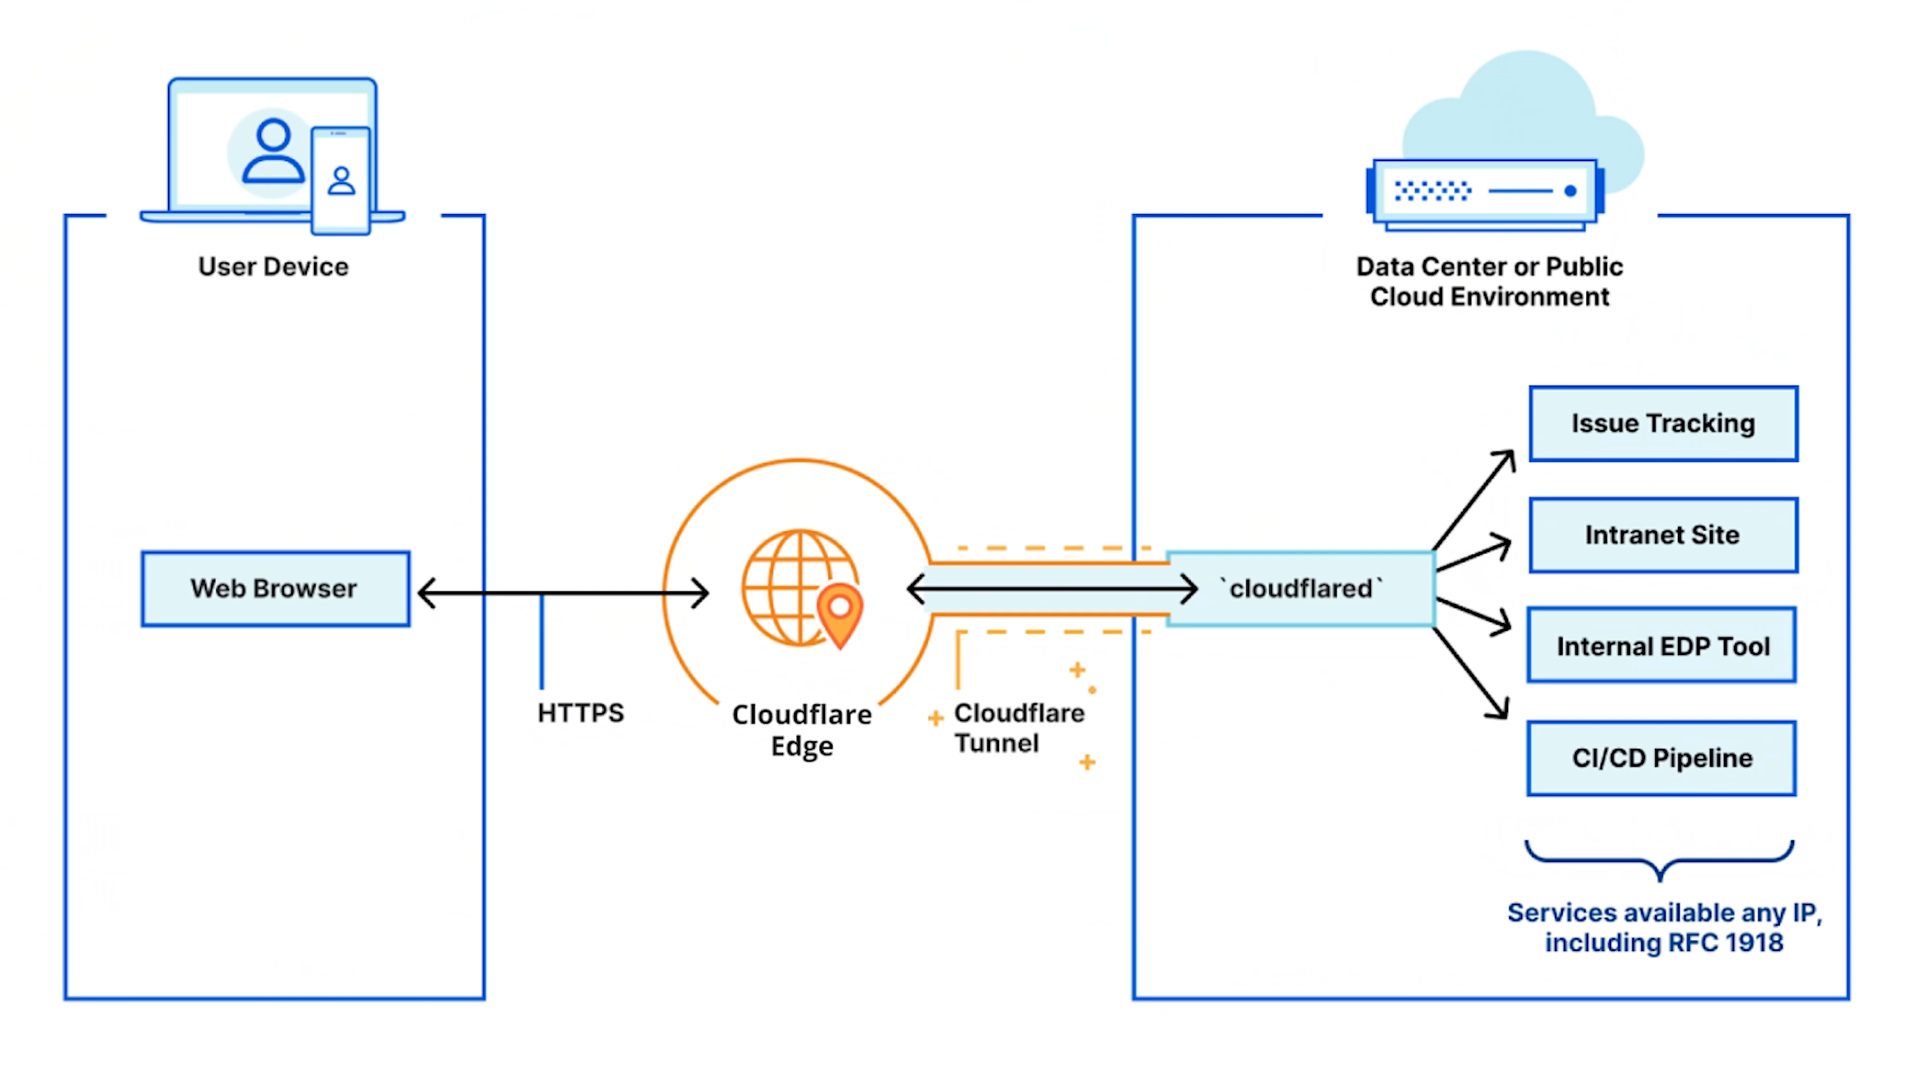 User Device
Data Center or Public
Cloud Environment
Issue Tracking
Intranet Site
Web Browser
`cloudflared`
Internal EDP Tool
HTTPS
Cloudflare
Edge
Cloudflare
Tunnel
CI/CD Pipeline
Services available any IP,
including RFC 1918